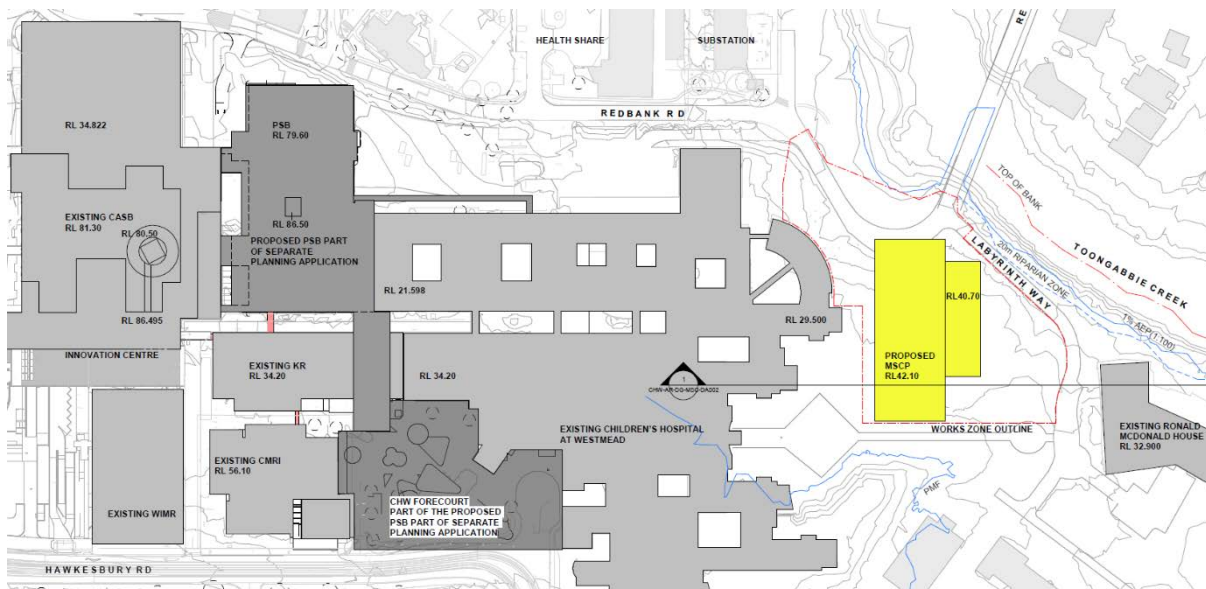 HEALTH SHARE
SUBSTATION
RE
REDBANK RD
RL 34.822
PSB
RL 79.60
EXISTING CASB
RL 81.30
RL 80.50
RL 86.50
PROPOSED PSB PART
OF SEPARATE
PLANNING APPLICATION
RL 86.495
INNOVATION CENTRE
RL 21.598
RL 29.500
TOP OF BANK
TOONGABBIE CREEK
20m RIPARIAN ZONE
LABYRINTH WAY
1% AEP(1:100)
RL40.70
PROPOSED
MSCP
RL42.10
EXISTING KR
RL 34.20
RL 34.20
1
EXISTING CHILDREN'S HOSPITAL
AT WESTMEAD
WORKS ZONE OUTLINE
EXISTING RONALD
MCDONALD HOUSE
RL 32.900
EXISTING CMRI
RL 56.10
PMF
EXISTING WIMR
CHW FORECOURT
PART OF THE PROPOSED
PSB PART OF SEPARATE
PLANNING APPLICATION
HAWKESBURY RD